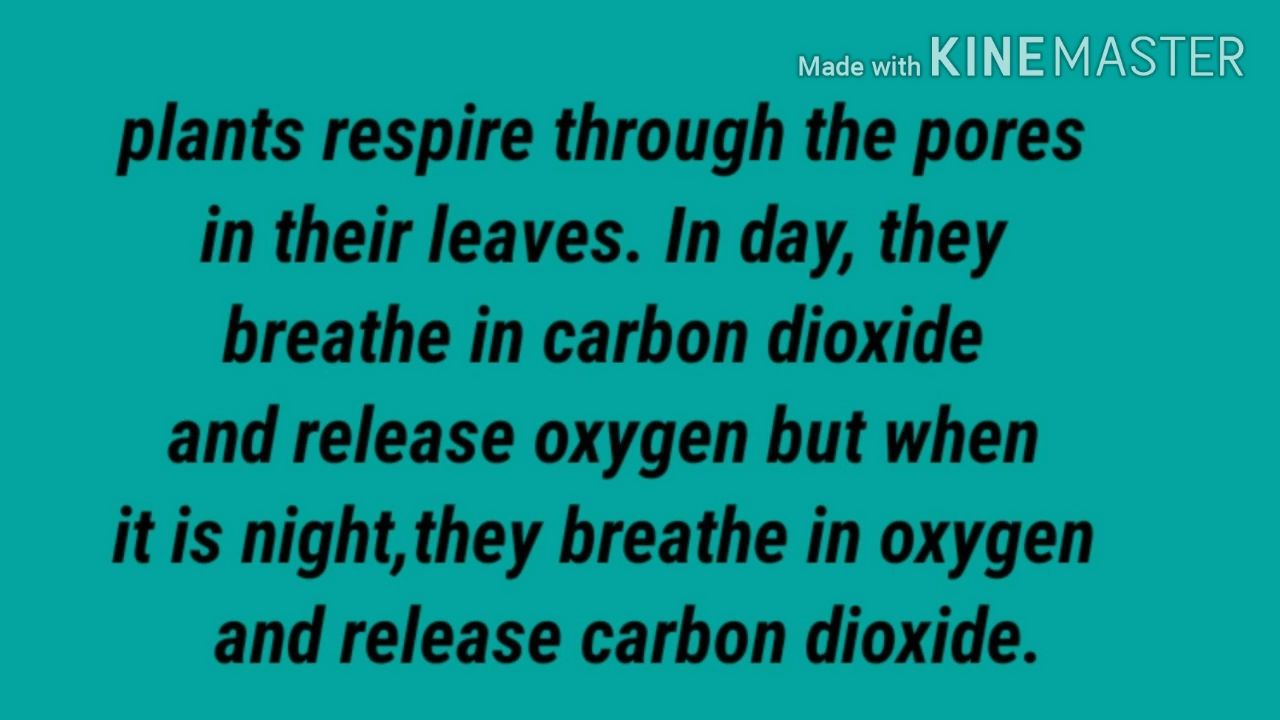 Made with KINEMASTER
plants respire through the pores
in their leaves. In day, they
breathe in carbon dioxide
and release oxygen but when
it is night,they breathe in oxygen
and release carbon dioxide.